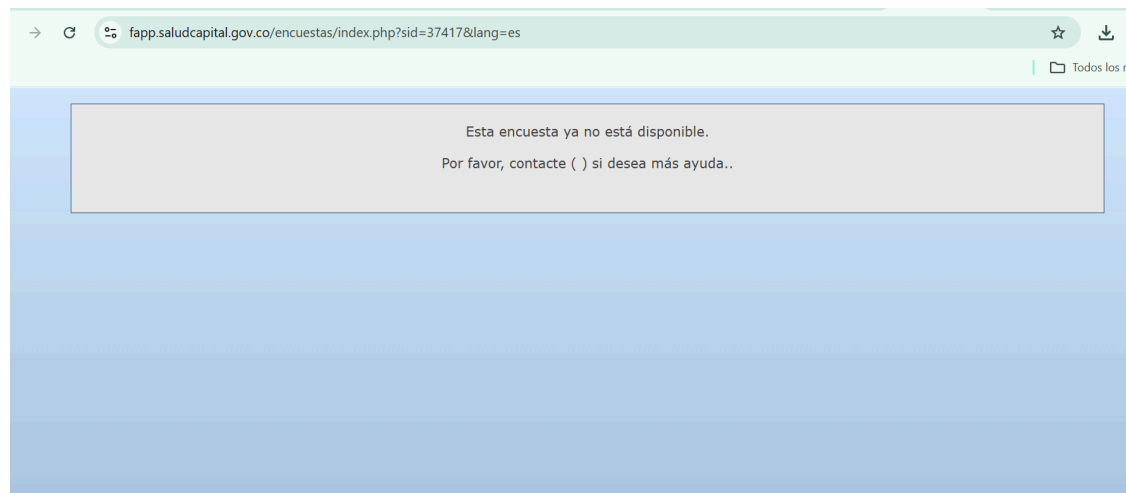 fapp.saludcapital.gov.co/encuestas/index.php?sid=37417&lang=es
Todos los
Esta encuesta ya no está disponible.
Por favor, contacte ( ) si desea más ayuda..